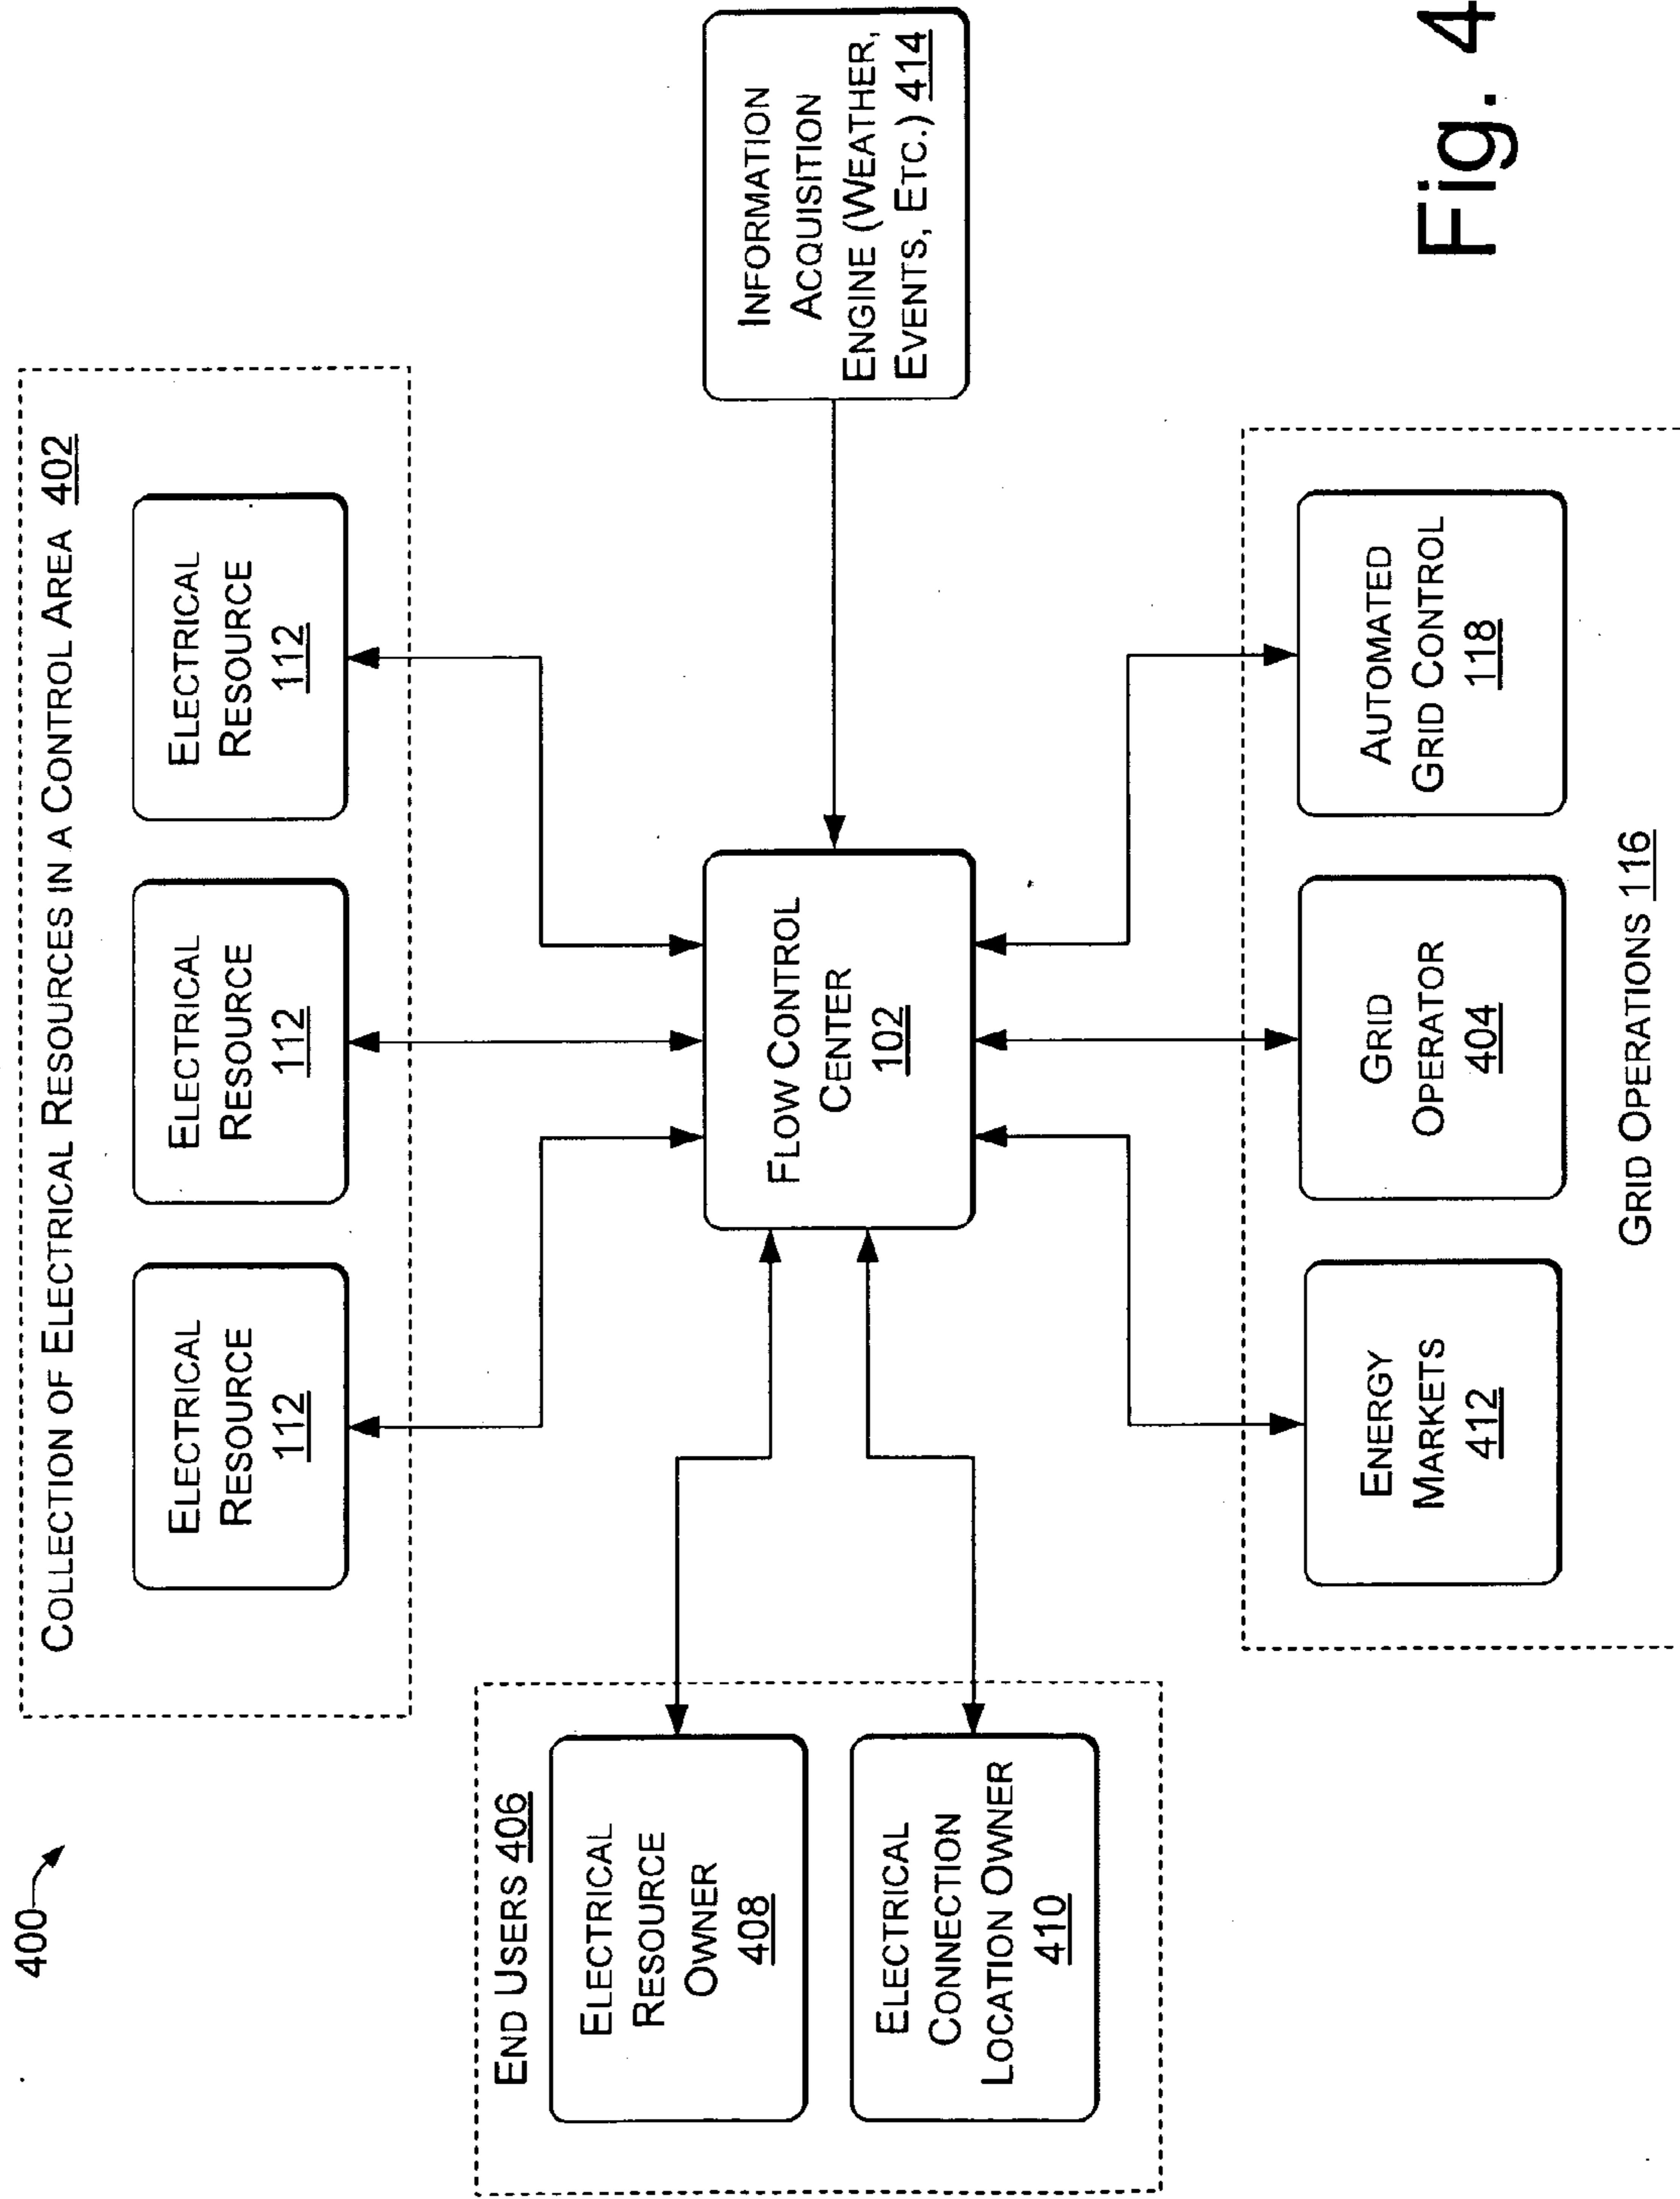 400
COLLECTION OF ELECTRICAL RESOURCES IN A CONTROL AREA 402
ELECTRICAL
RESOURCE
112
ELECTRICAL
RESOURCE
112
ELECTRICAL
RESOURCE
112
END USERS 406
ELECTRICAL
RESOURCE
OWNER
408
ELECTRICAL
CONNECTION
LOCATION OWNER
410
FLOW CONTROL
CENTER
102
INFORMATION
ACQUISITION
ENGINE (WEATHER,
EVENTS, ETC.) 414
ENERGY
MARKETS
412
GRID
OPERATOR
404
AUTOMATED
GRID CONTROL
118
GRID OPERATIONS 116
Fig. 4